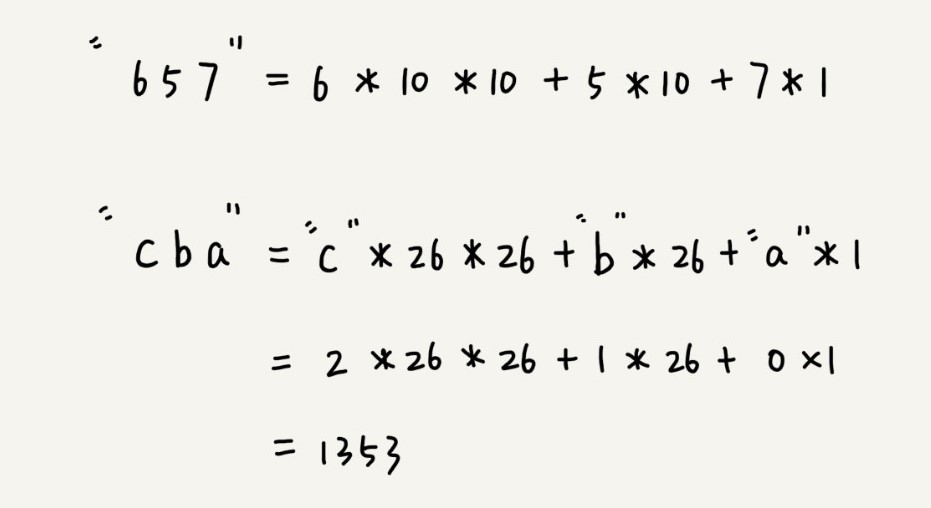 "657" = 6 * 10 * 10 + 5 * 10 + 7 * 1
"cba" = "c" * 26 * 26 + "b" * 26 + "a" * 1
= 2 * 26 * 26 + 1 * 26 + 0 × 1
= 1353